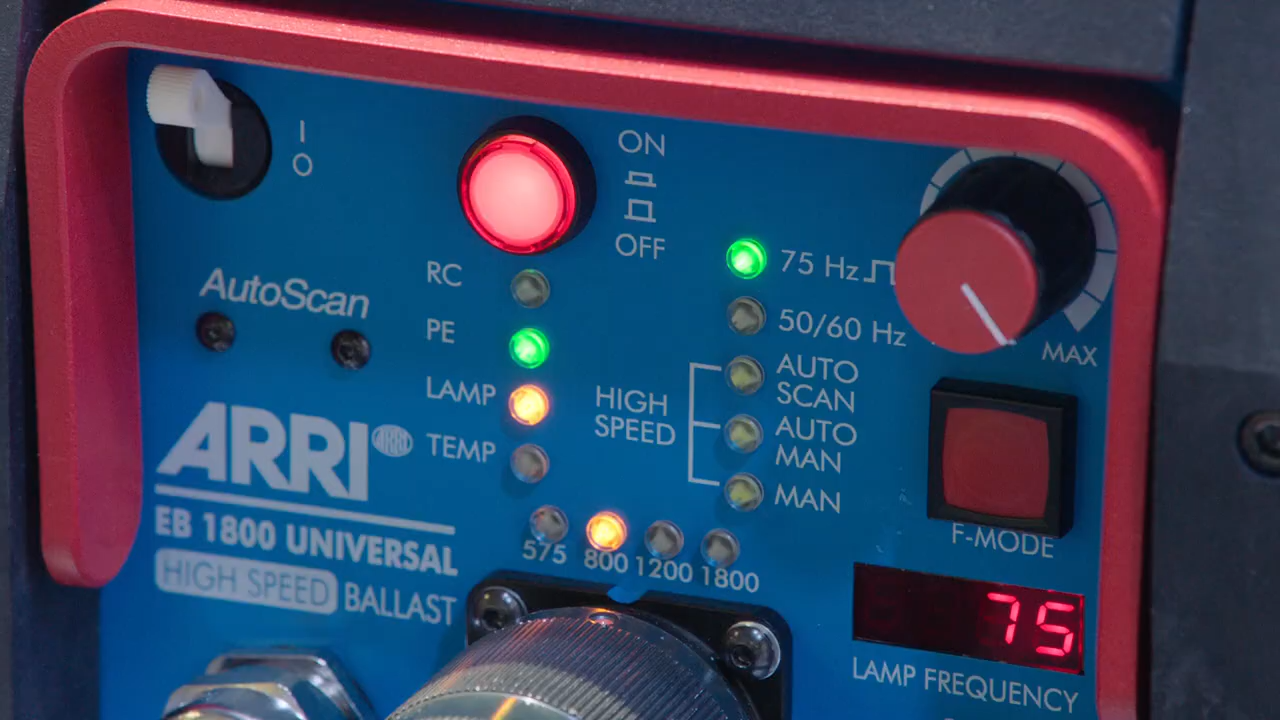 I
O
ON
OFF
RC
PE
LAMP
TEMP
AutoScan
ARRI
ARRI
EB 1800 UNIVERSAL
HIGH SPEED BALLAST
575 800 1200 1800
75 Hz
50/60 Hz
HIGH
SPEED
AUTO
SCAN
AUTO
MAN
MAN
MAX
F-MODE
75
LAMP FREQUENCY